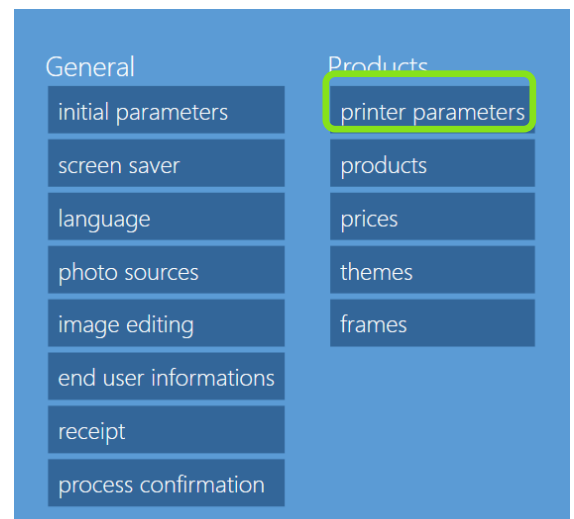 General
initial parameters
screen saver
language
photo sources
image editing
end user informations
receipt
process confirmation
Products
printer parameters
products
prices
themes
frames